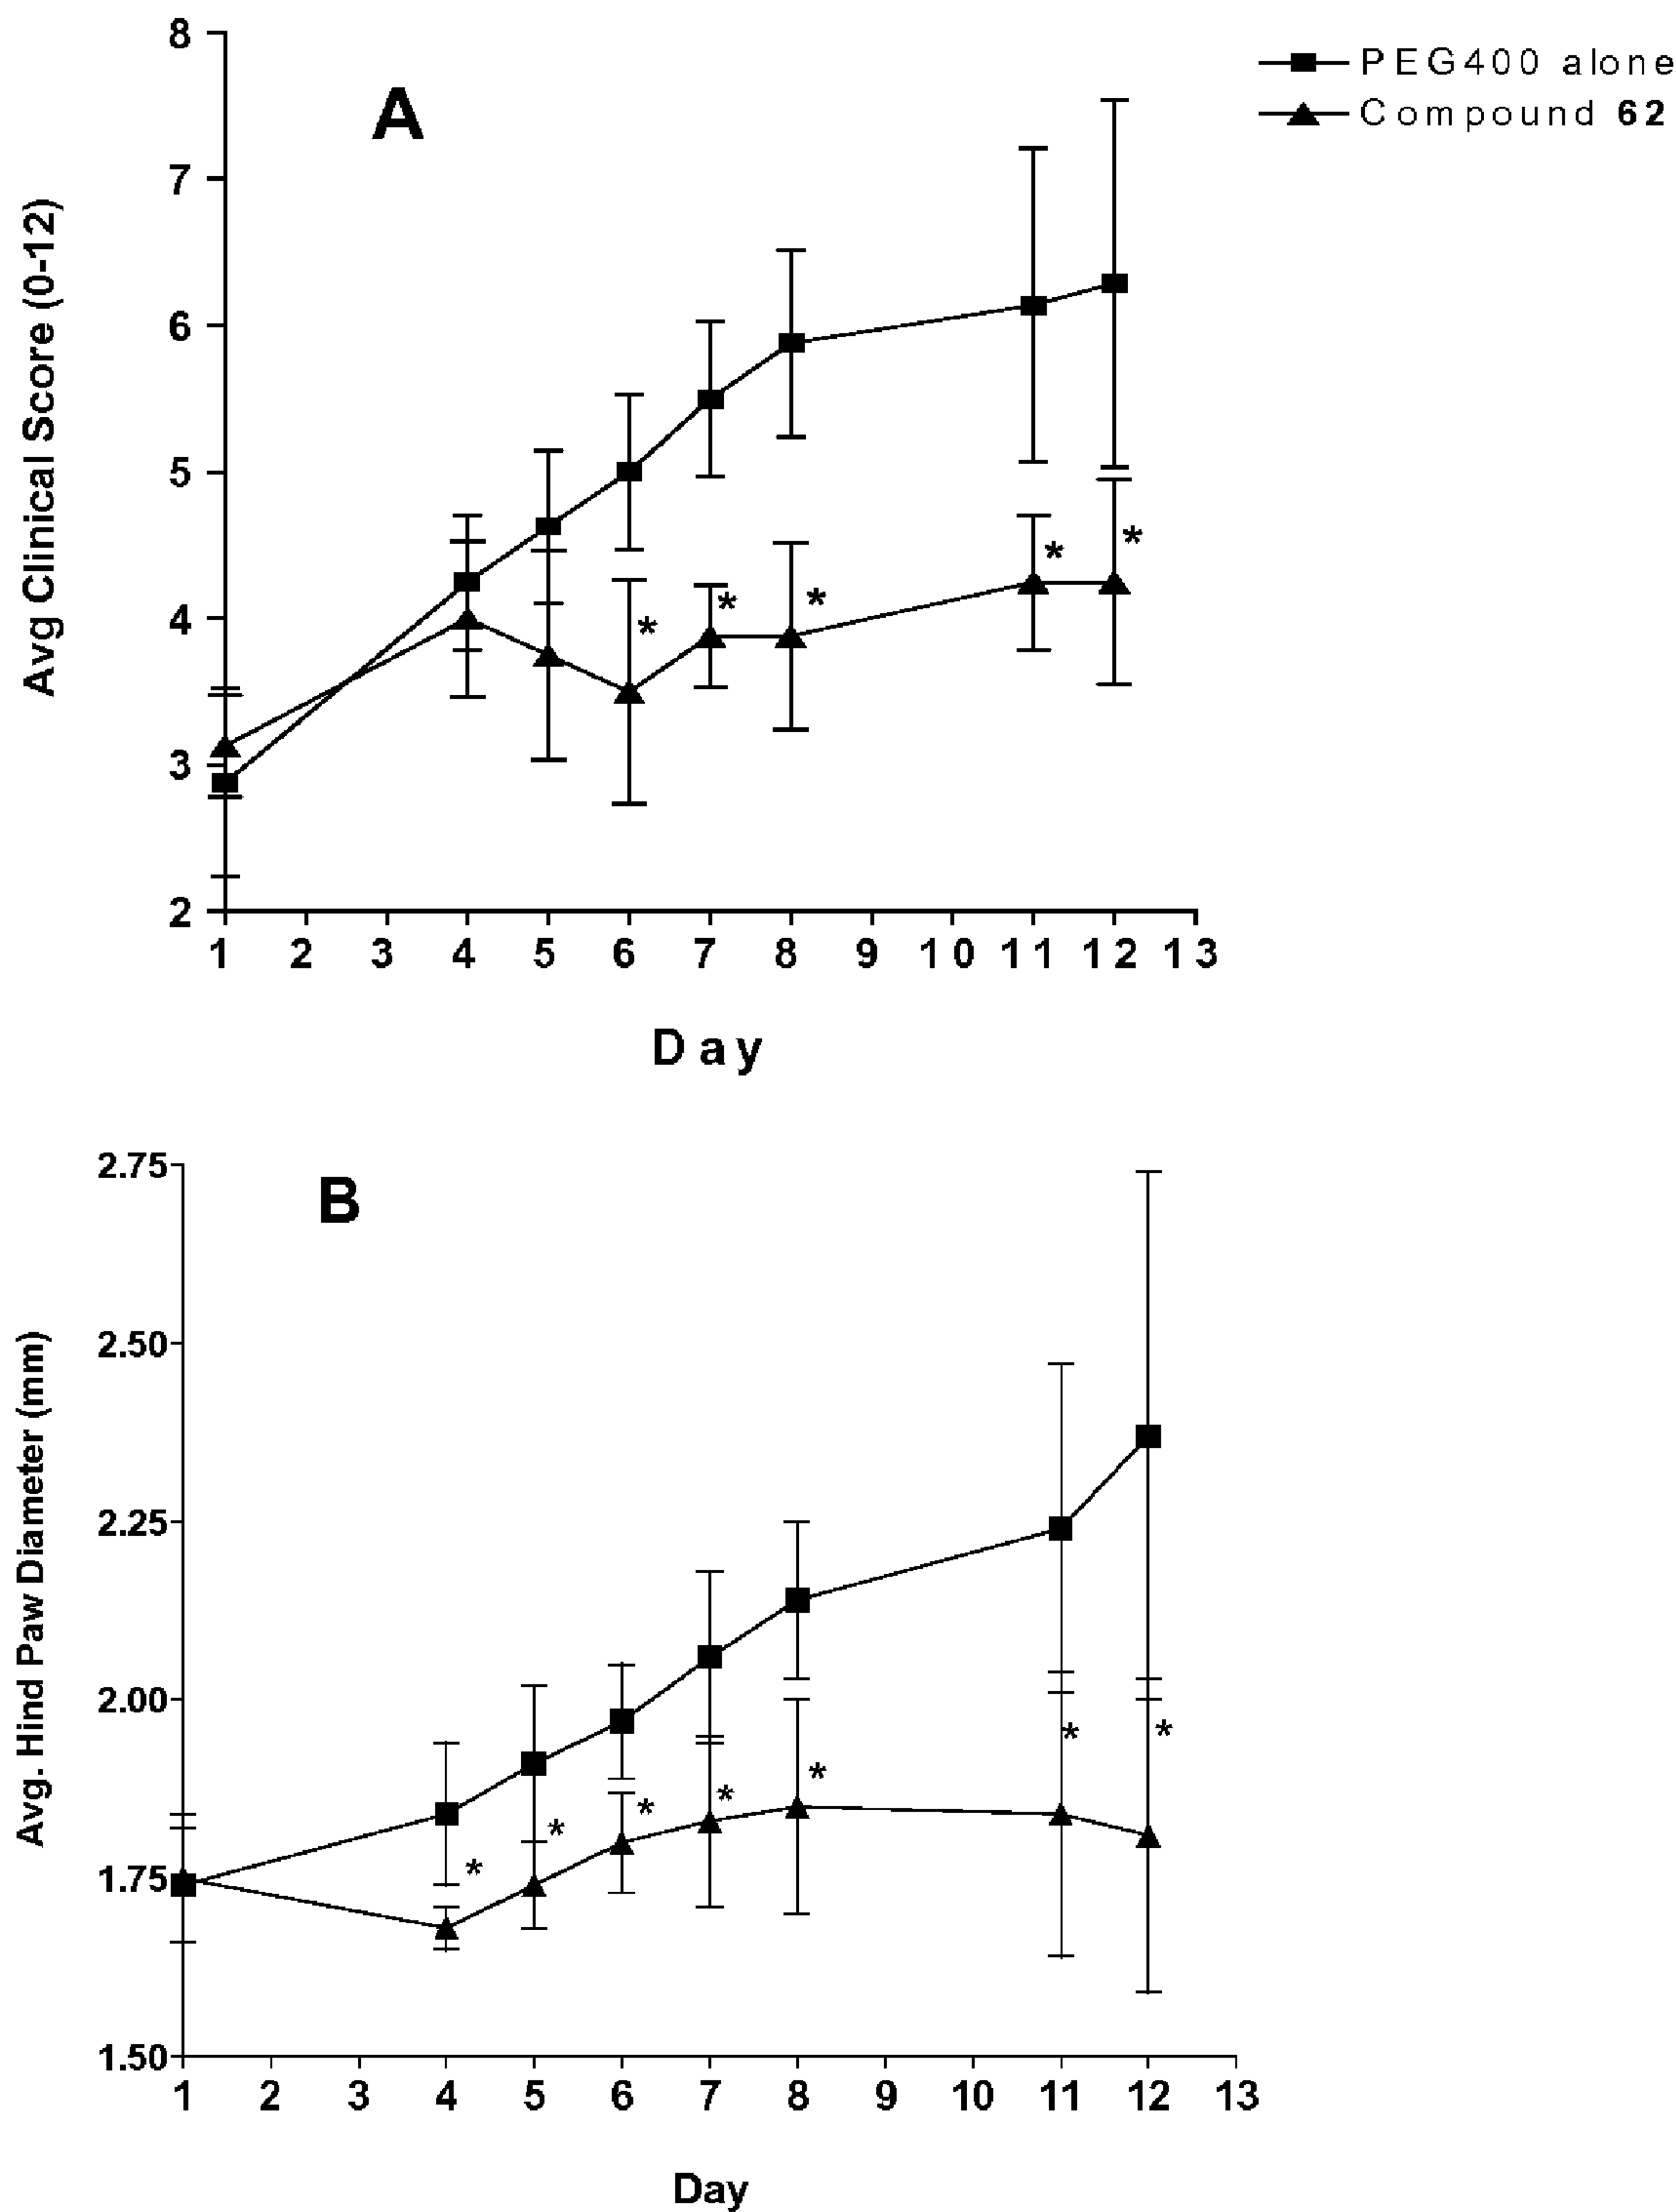 8
PEG400 alone
A
Compound 62
7
6
5
4
3
2
Avg Clinical Score (0-12)
*
*
*
*
*
1 2 3 4 5 6 7 8 9 10 11 12 13
Day
2.75
B
2.50
2.25
2.00
1.75
1.50
Avg. Hind Paw Diameter (mm)
*
*
*
*
*
*
*
1 2 3 4 5 6 7 8 9 10 11 12 13
Day